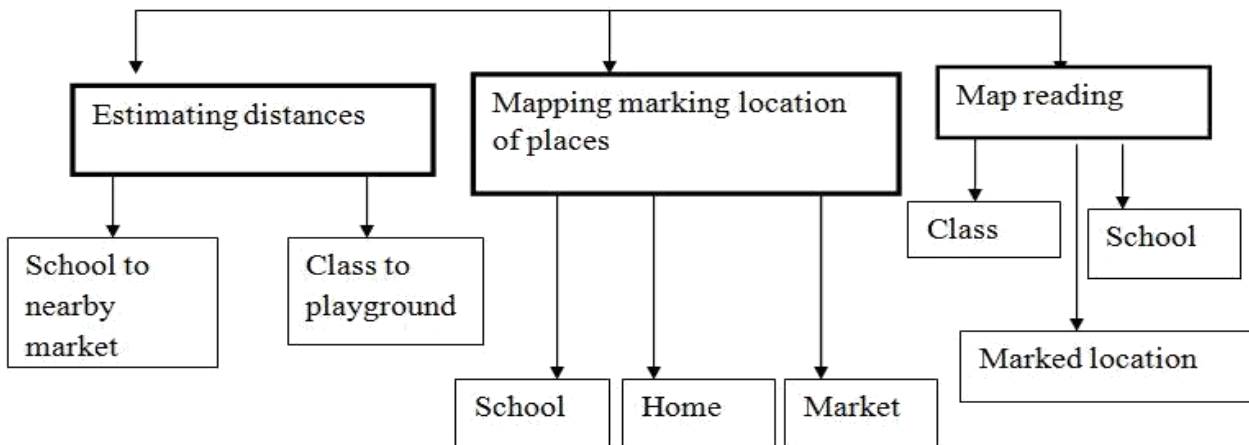 Estimating distances
Mapping marking location
of places
Map reading
School to
nearby
market
Class to
playground
School
Home
Market
Class
School
Marked location